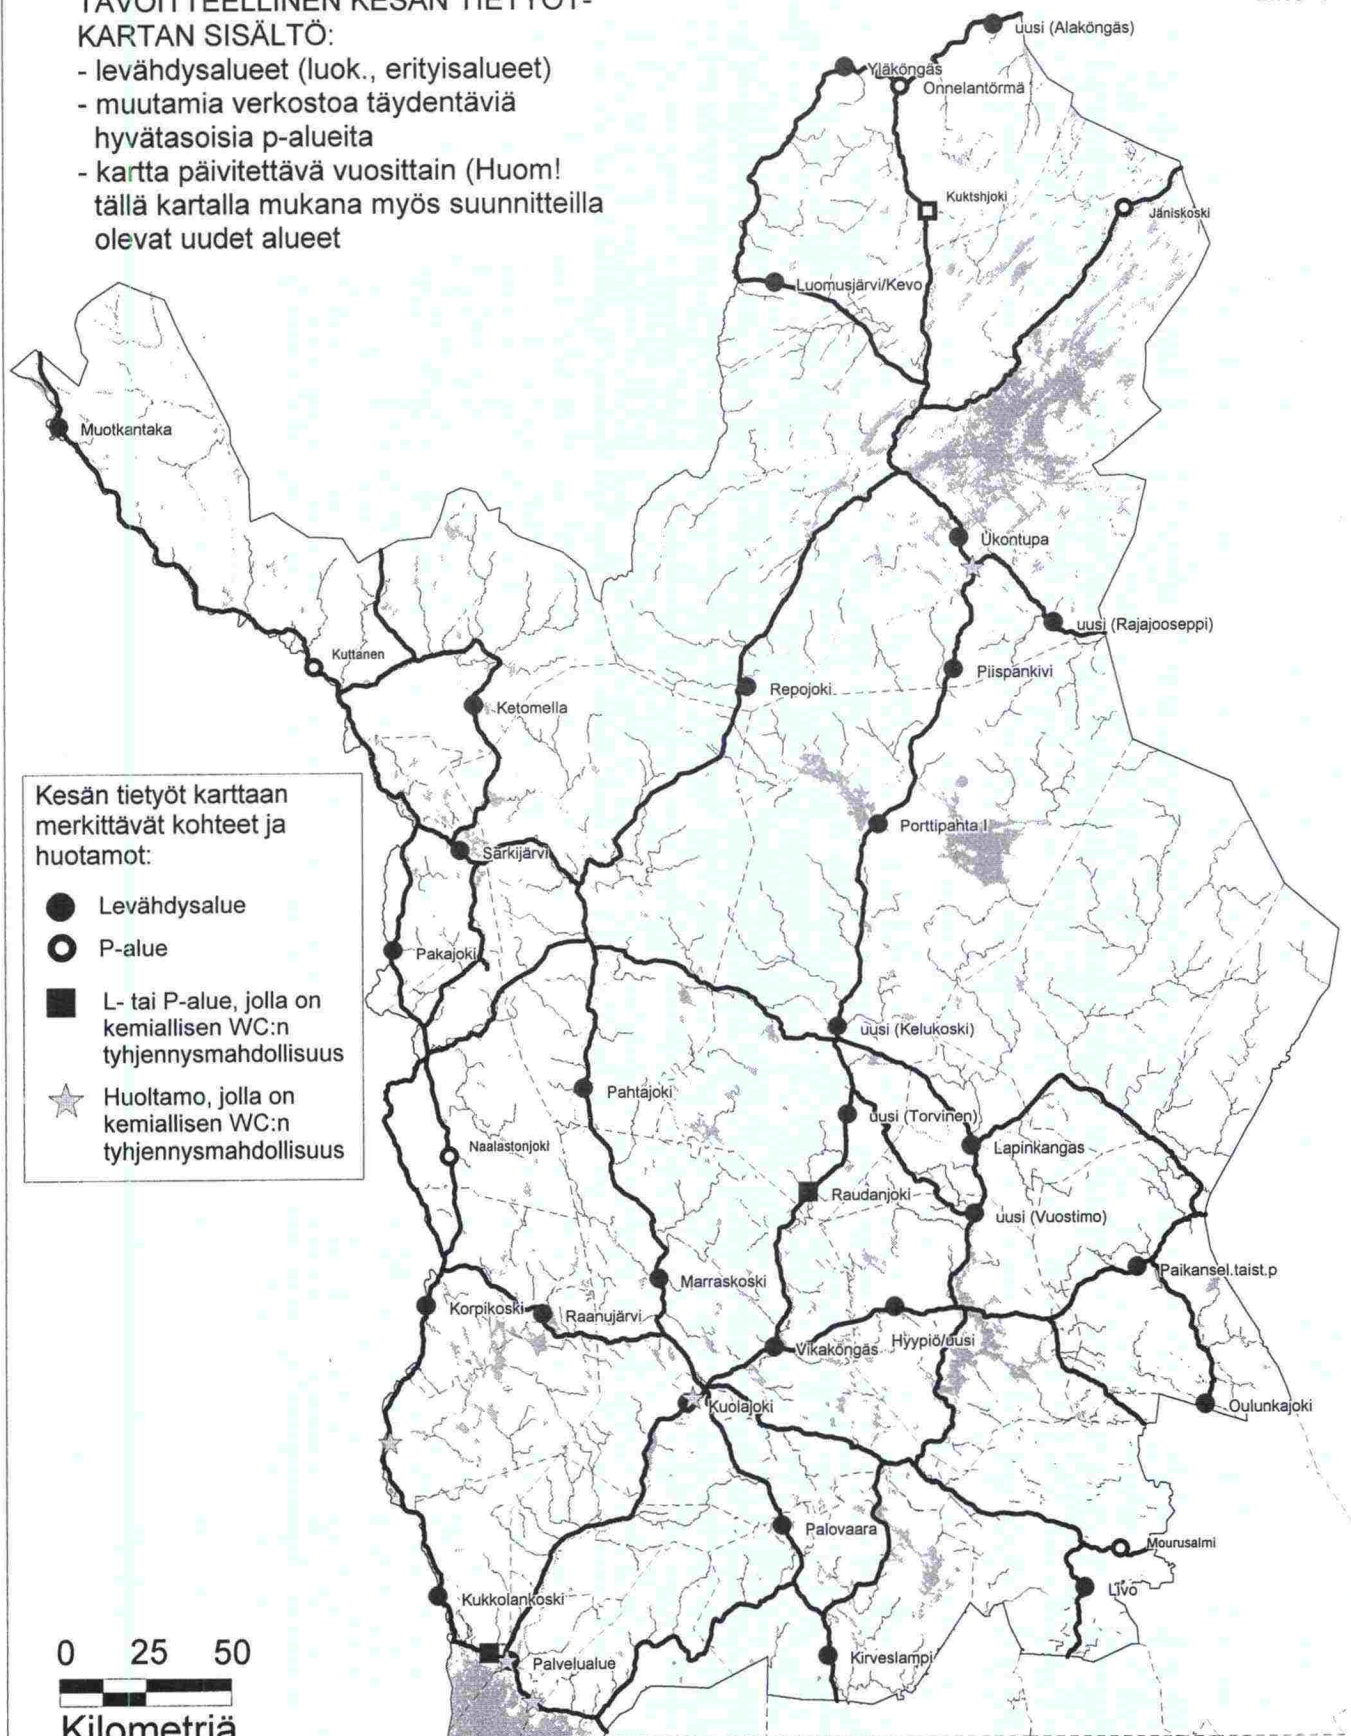 TAVOITTEELLINEN KESÄN TIETYÖT-
KARTAN SISÄLTÖ:
- levähdysalueet (luok., erityisalueet)
- muutamia verkostoa täydentäviä
hyvätasoisia p-alueita
- kartta päivitettävä vuosittain (Huom!
tällä kartalla mukana myös suunnitteilla
olevat uudet alueet
uusi (Alaköngäs)
Yläköngäs
Onnelantörmä
Kuktshjoki
Jäniskoski
Luomusjärvi/Kevo
Muotkantaka
Ukontupa
uusi (Rajajooseppi)
Kuttanen
Piispankivi
Repojoki
Ketomella
Kesän tietyöt karttaan
merkittävät kohteet ja
huotamot:
Levähdysalue
P-alue
L- tai P-alue, jolla on
kemiallisen WC:n
tyhjennysmahdollisuus
Huoltamo, jolla on
kemiallisen WC:n
tyhjennysmahdollisuus
Porttipahta I
Särkijärvi
Pakajoki
uusi (Kelukoski)
Pahtajoki
uusi (Torvinen)
Naalastonjoki
Lapinkangas
Raudanjoki
uusi (Vuostimo)
Paikansel.taist.p
Marraskoski
Korpikoski
Raanujärvi
Vikaköngäs
Hyypiö/uusi
Kuolajoki
Oulunkajoki
Palovaara
Mourusalmi
Livo
Kukkolankoski
Palvelualue
Kirveslampi
0 25 50
Kilometriä